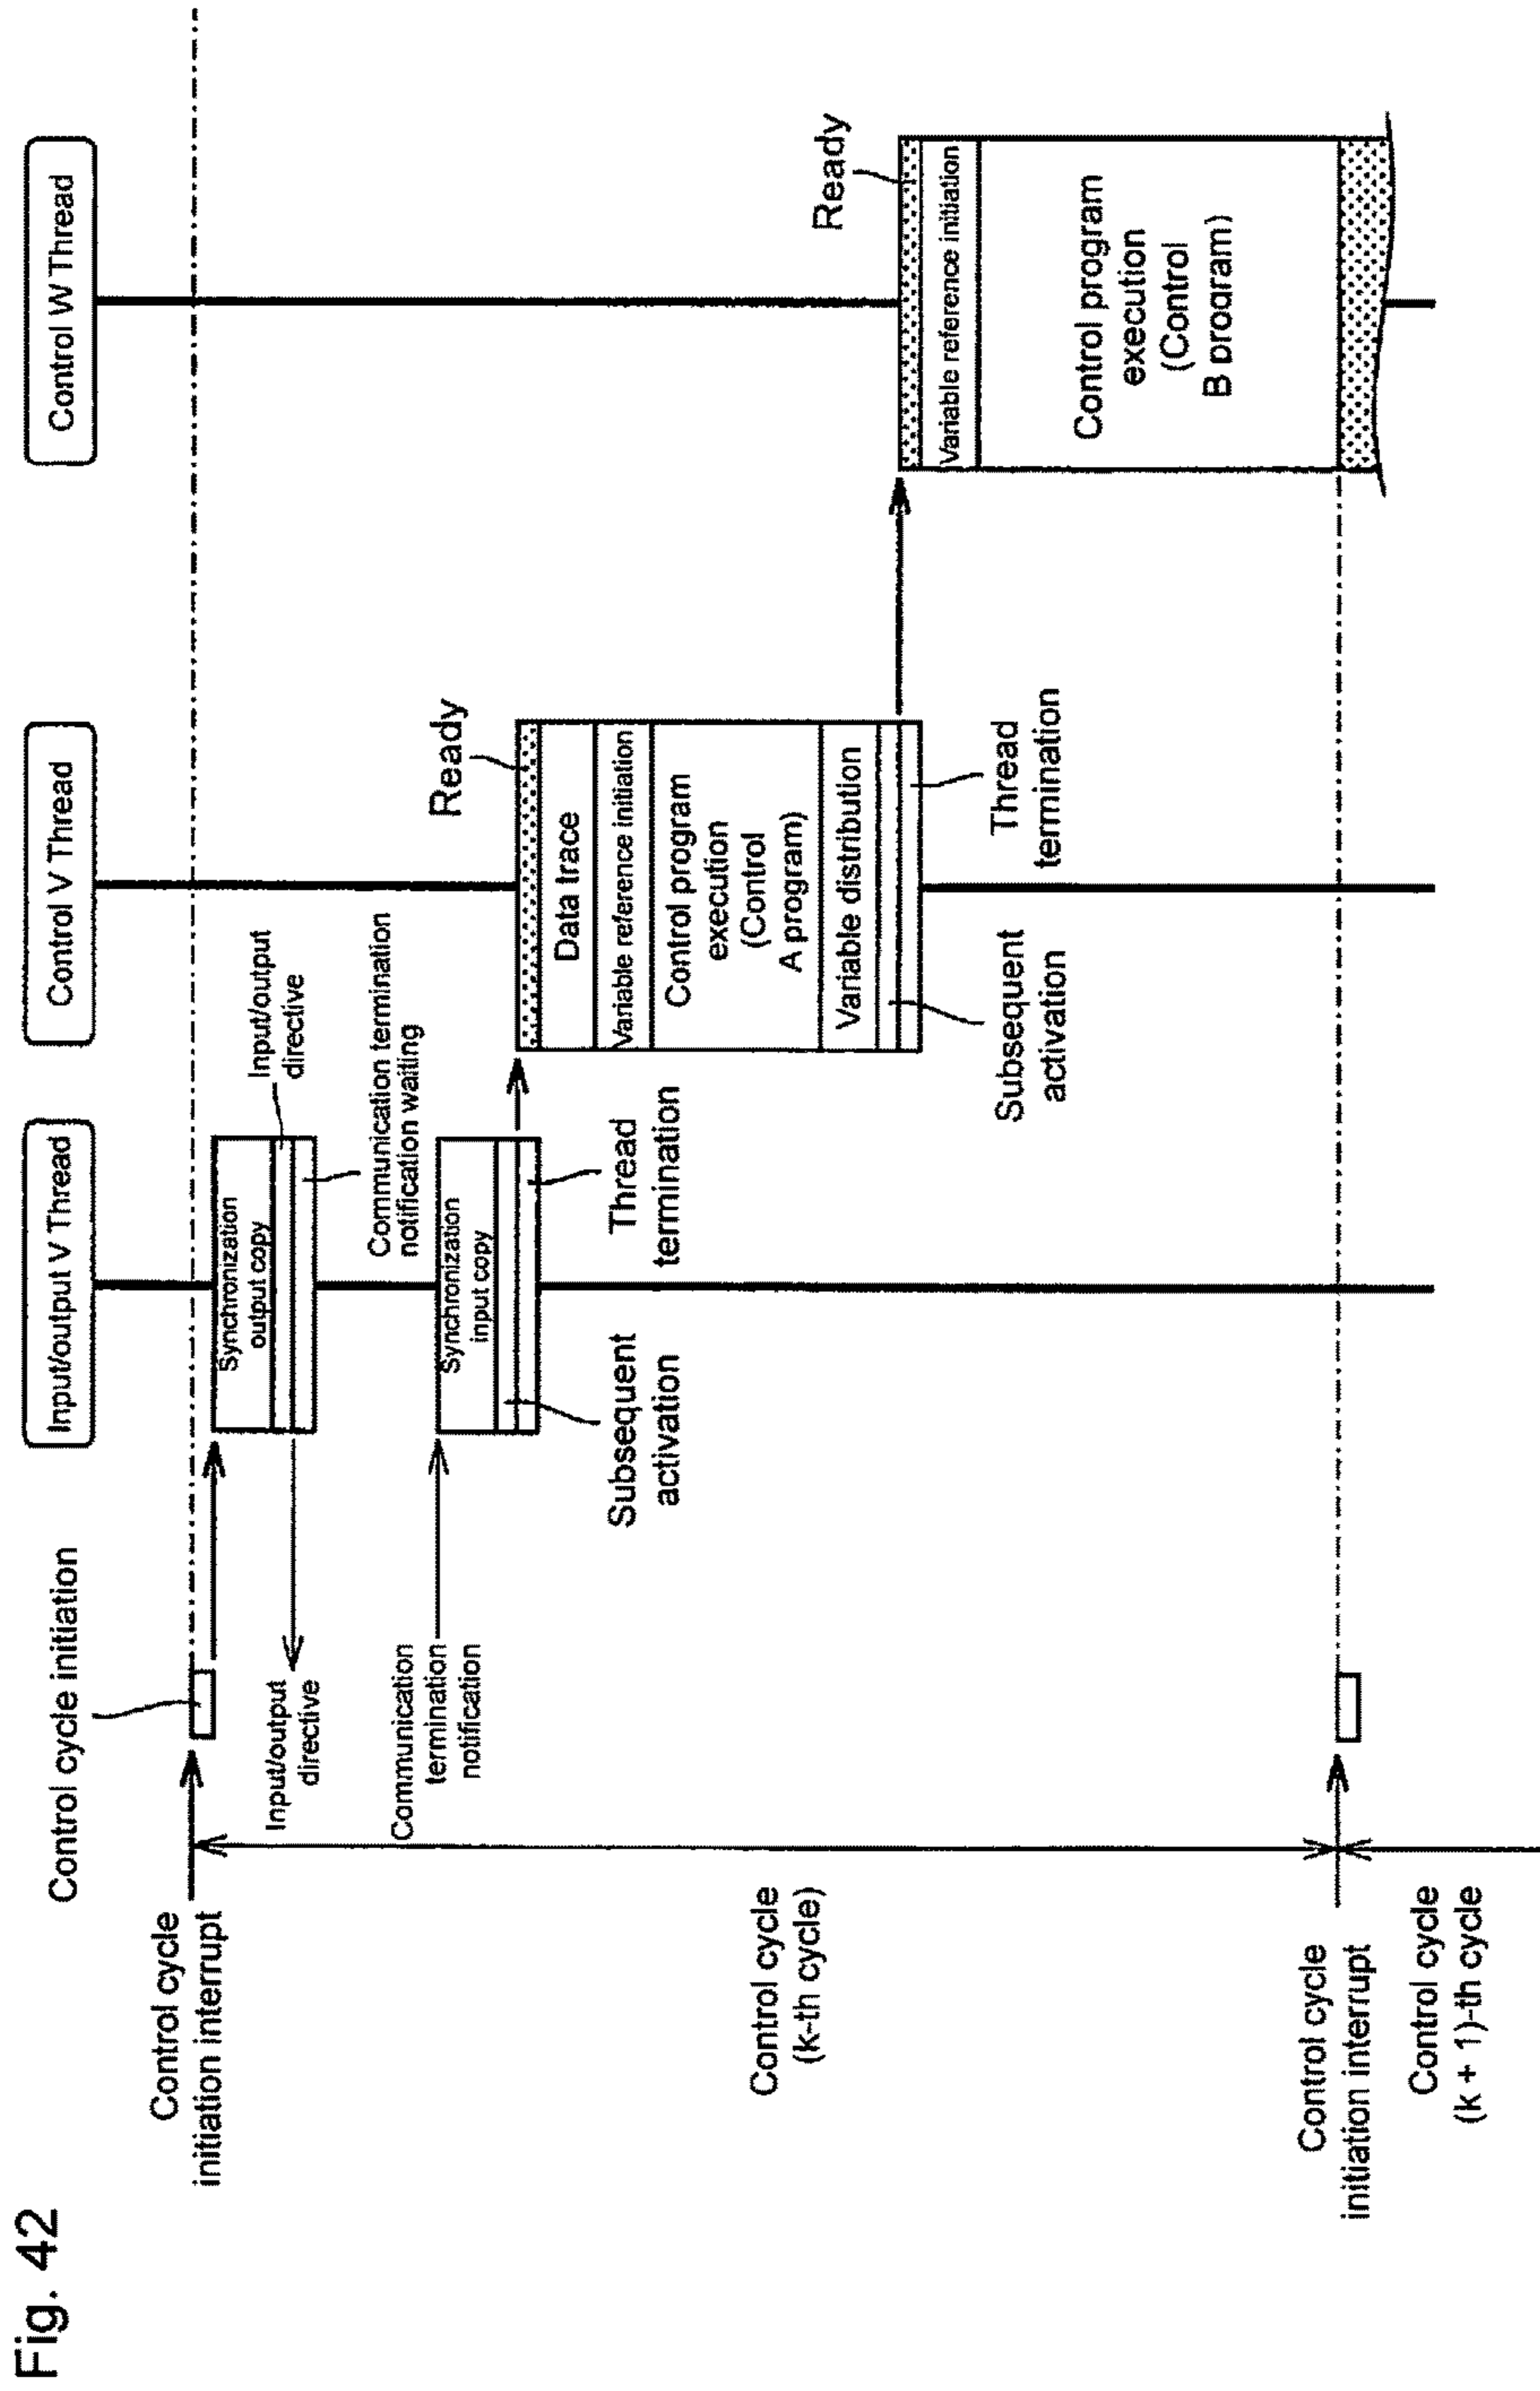 Fig. 42
Control cycle initiation
Input/output V Thread
Control V Thread
Control W Thread
Control cycle
initiation interrupt
Synchronization
output copy
Input/output
directive
Input/output
directive
Communication termination
notification waiting
Communication
termination
notification
Synchronization
input copy
Subsequent
activation
Thread
termination
Ready
Data trace
Variable reference initiation
Control program
execution
(Control
A program)
Variable distribution
Subsequent
activation
Thread
termination
Ready
Variable reference initiation
Control program
execution
(Control
B program)
Control cycle
(k-th cycle)
Control cycle
initiation interrupt
Control cycle
(k + 1)-th cycle